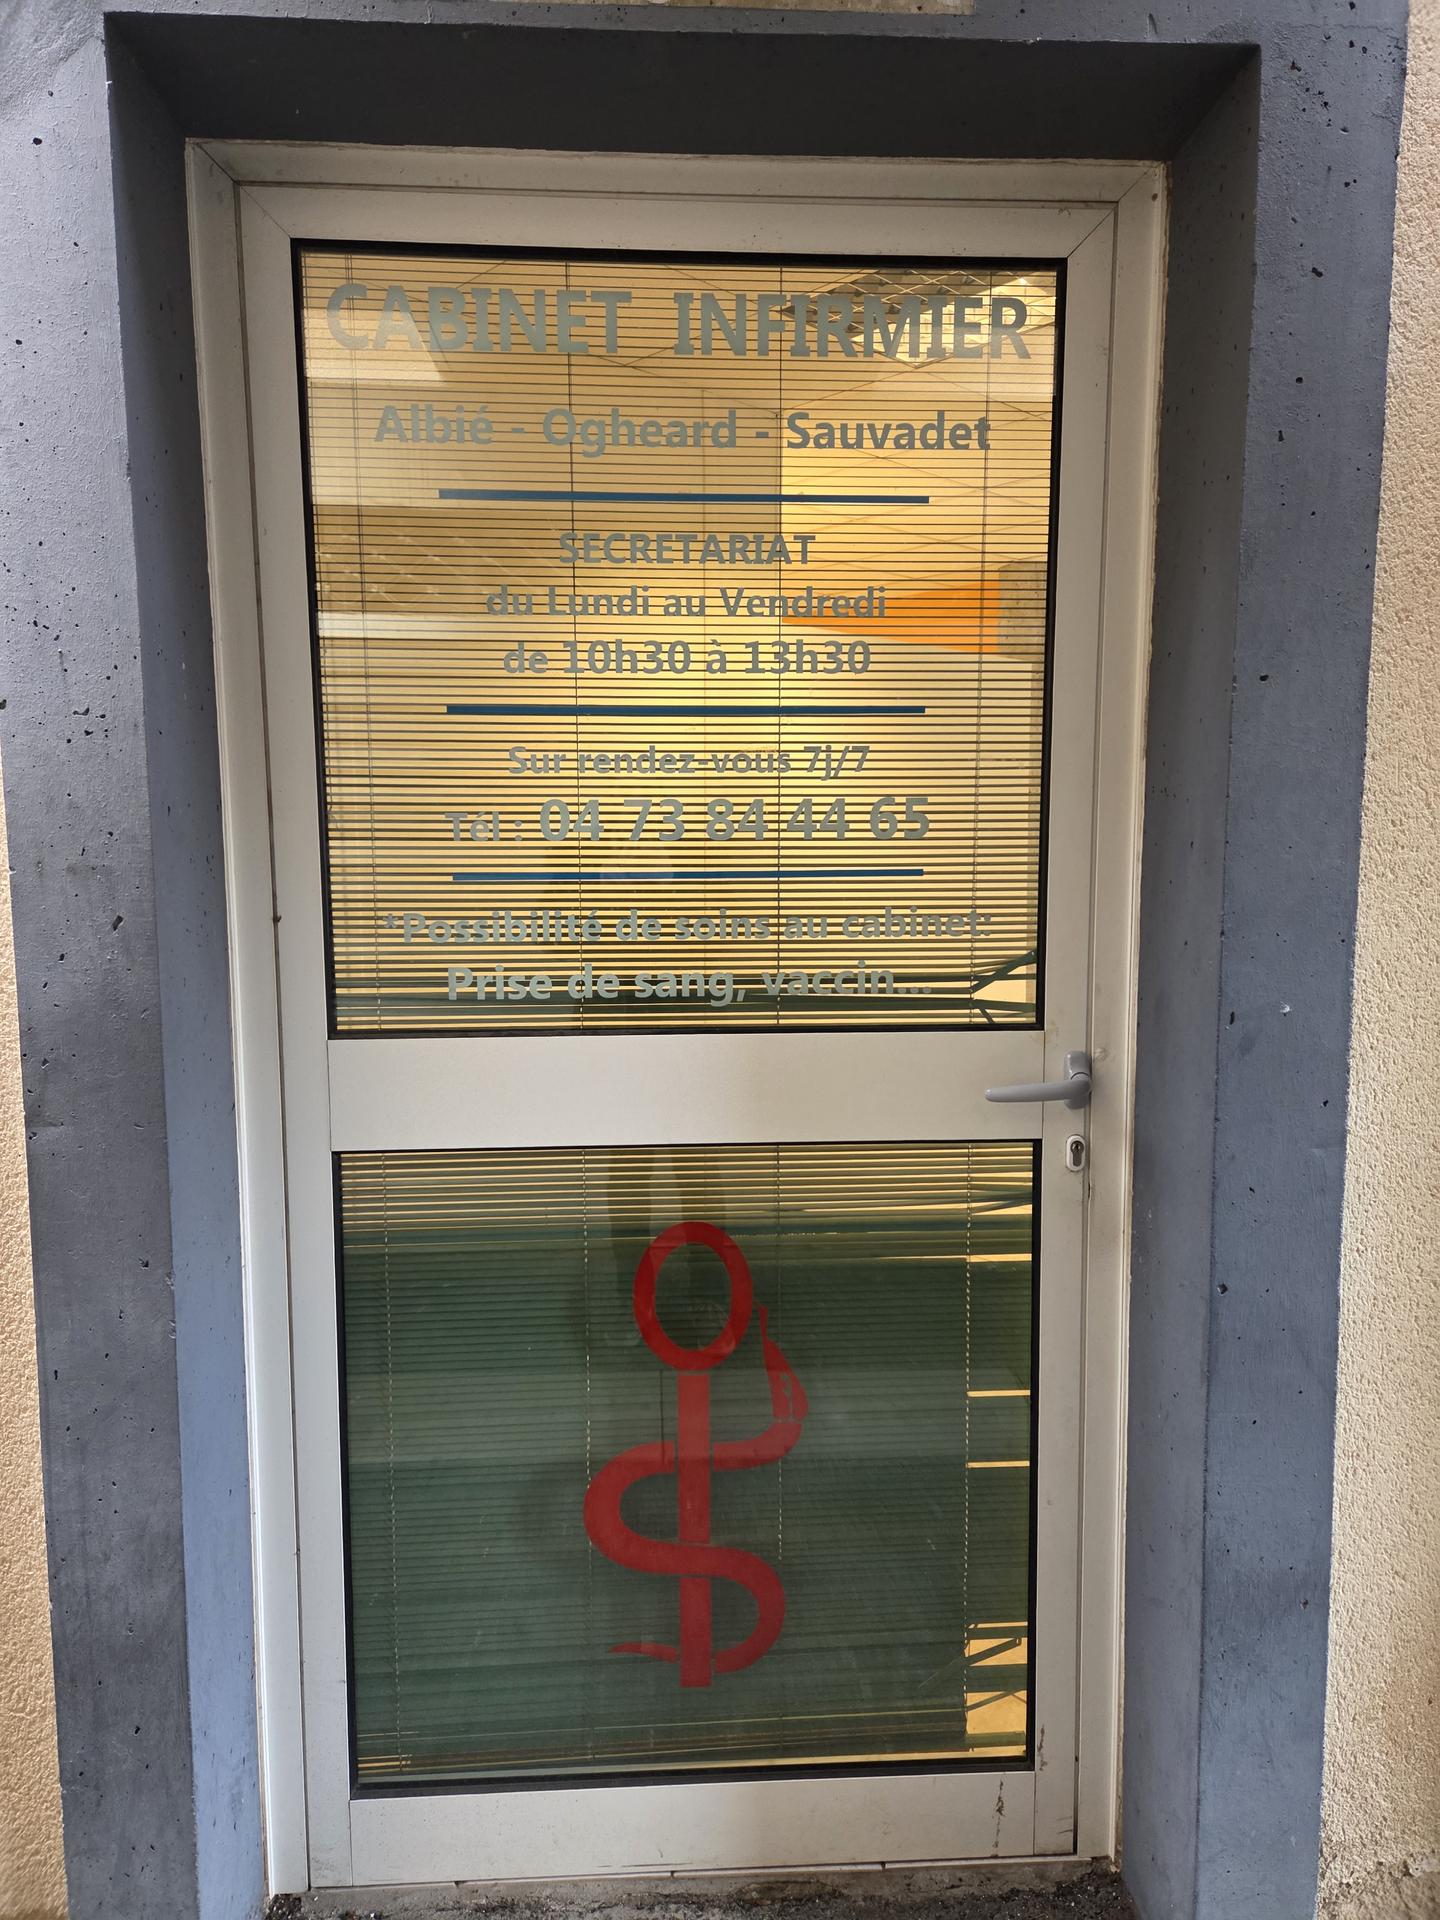 CABINET INFIRMIER
Albié - Ogheard - Sauvadet
SECRETARIAT
du Lundi au Vendredi
de 10h30 à 13h30
Sur rendez-vous 7j/7
Tél : 04 73 84 44 65
*Possibilité de soins au cabinet:
Prise de sang, vaccin...